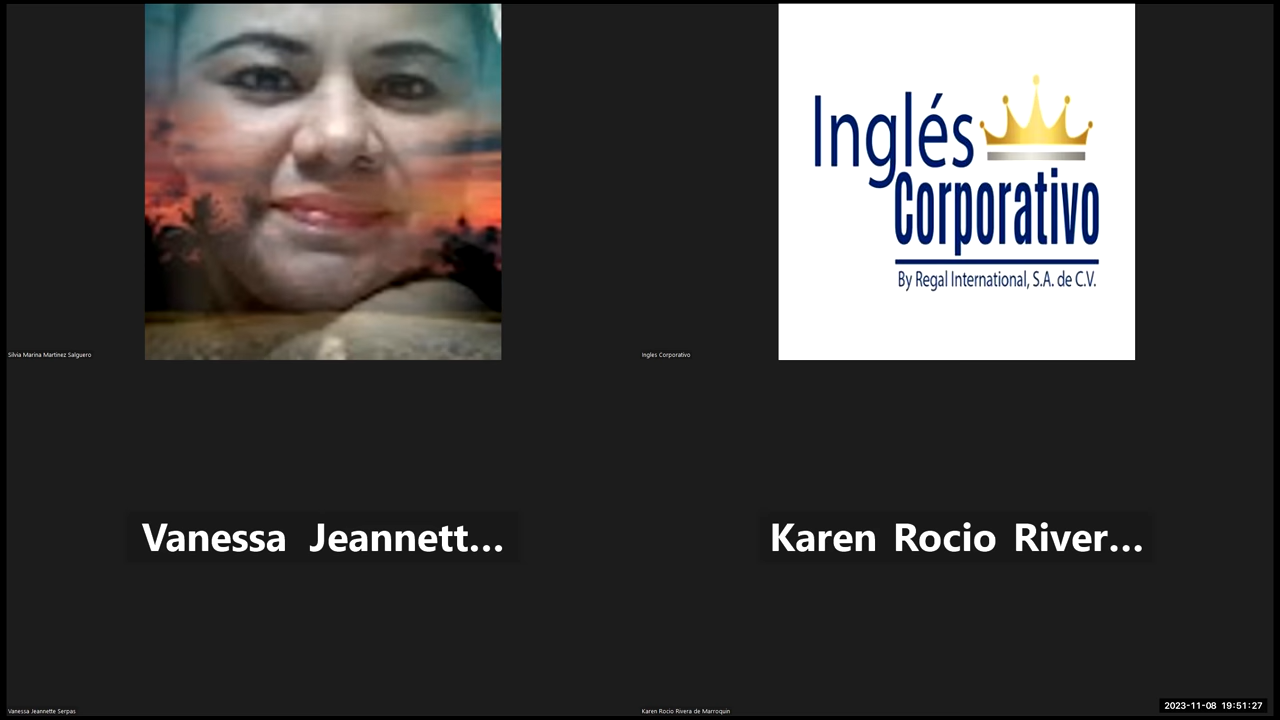 Inglés
Corporativo
By Regal International, S.A. de C.V.
Silvia Marina Martinez Salguero
Ingles Corporativo
Vanessa Jeannett...
Karen Rocio River...
Vanessa Jeannette Serpas
Karen Rocio Rivera de Marroquin
2023-11-08 19:51:27